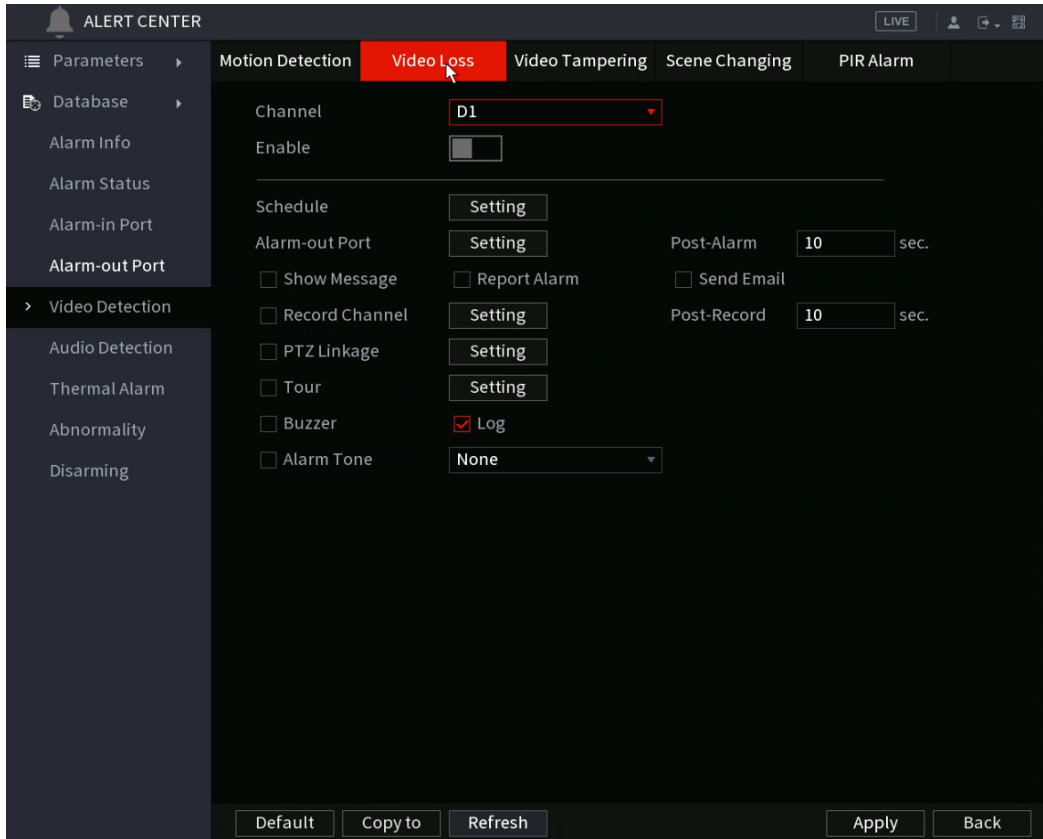 ALERT CENTER
LIVE
Parameters
Database
Alarm Info
Alarm Status
Alarm-in Port
Alarm-out Port
Video Detection
Audio Detection
Thermal Alarm
Abnormality
Disarming
Motion Detection Video Loss Video Tampering Scene Changing PIR Alarm
Channel D1
Enable
Schedule Setting
Alarm-out Port Setting Post-Alarm 10 sec.
Show Message Report Alarm Send Email
Record Channel Setting Post-Record 10 sec.
PTZ Linkage Setting
Tour Setting
Buzzer Log
Alarm Tone None
Default Copy to Refresh Apply Back